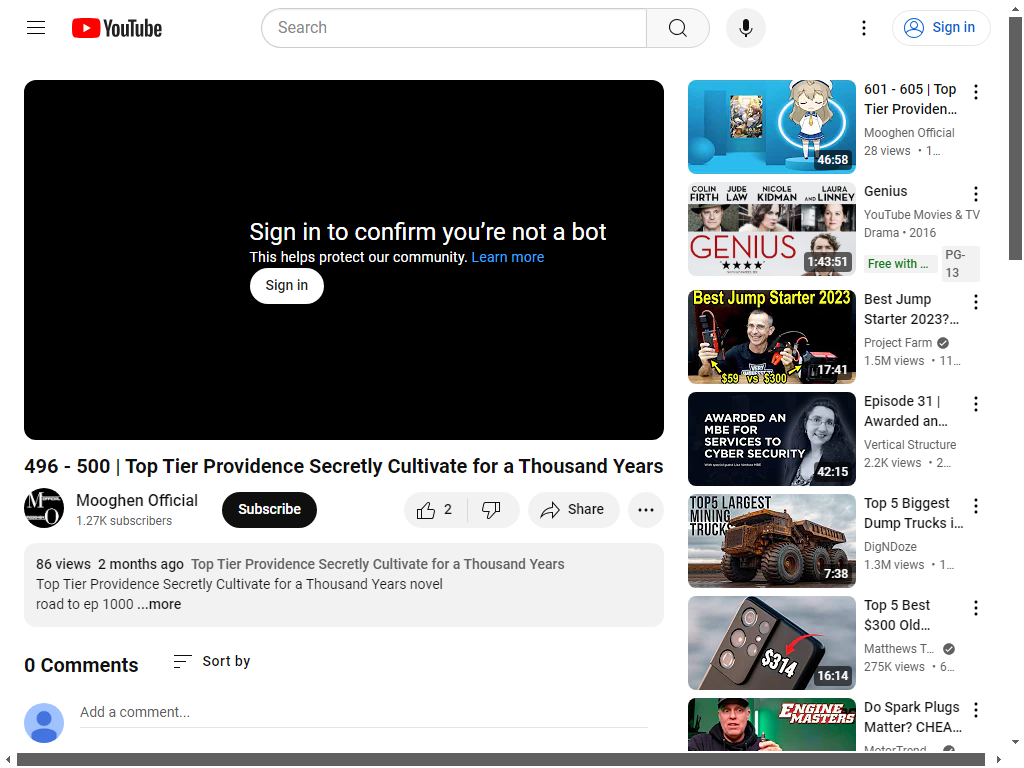 YouTube
Search
Sign in
Sign in to confirm you’re not a bot
This helps protect our community. Learn more
Sign in
496 - 500 | Top Tier Providence Secretly Cultivate for a Thousand Years
Mooghen Official
1.27K subscribers
Subscribe
2
Share
86 views 2 months ago Top Tier Providence Secretly Cultivate for a Thousand Years
Top Tier Providence Secretly Cultivate for a Thousand Years novel
road to ep 1000 ...more
0 Comments
Sort by
Add a comment...
46:58
601 - 605 | Top
Tier Providen...
Mooghen Official
28 views • 1...
COLIN FIRTH JUDE LAW NICOLE KIDMAN AND LAURA LINNEY
GENIUS
1:43:51
Genius
YouTube Movies & TV
Drama • 2016
Free with ...
PG-
13
Best Jump Starter 2023
$59 vs $300
17:41
Best Jump
Starter 2023?...
Project Farm
1.5M views • 11...
AWARDED AN
MBE FOR
SERVICES TO
CYBER SECURITY
42:15
Episode 31 |
Awarded an...
Vertical Structure
2.2K views • 2...
TOP5 LARGEST
MINING
TRUCKS
7:38
Top 5 Biggest
Dump Trucks i...
DigNDoze
1.3M views • 1...
$314
16:14
Top 5 Best
$300 Old...
Matthews T...
275K views • 6...
ENGINE
MASTERS
Do Spark Plugs
Matter? CHEA...
MotorTrend